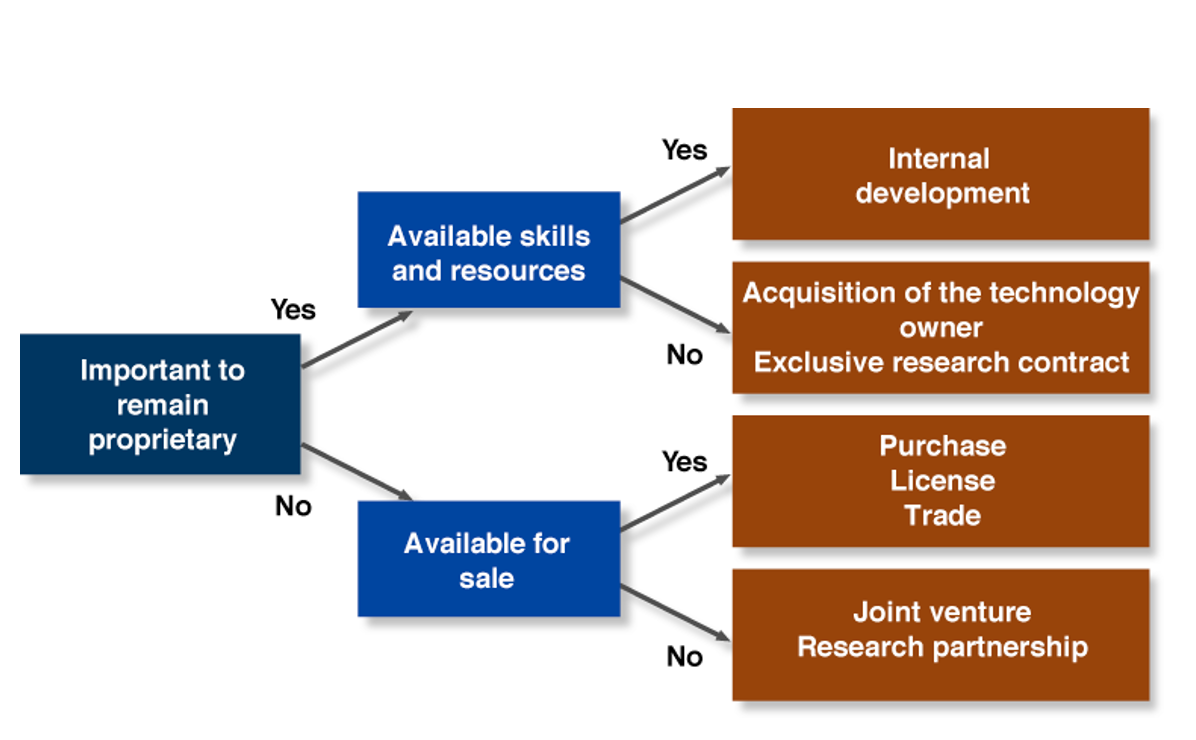 Important to
remain
proprietary
Yes
No
Available skills
and resources
Yes
No
Available for
sale
Yes
No
Internal
development
Acquisition of the technology
owner
Exclusive research contract
Purchase
License
Trade
Joint venture
Research partnership